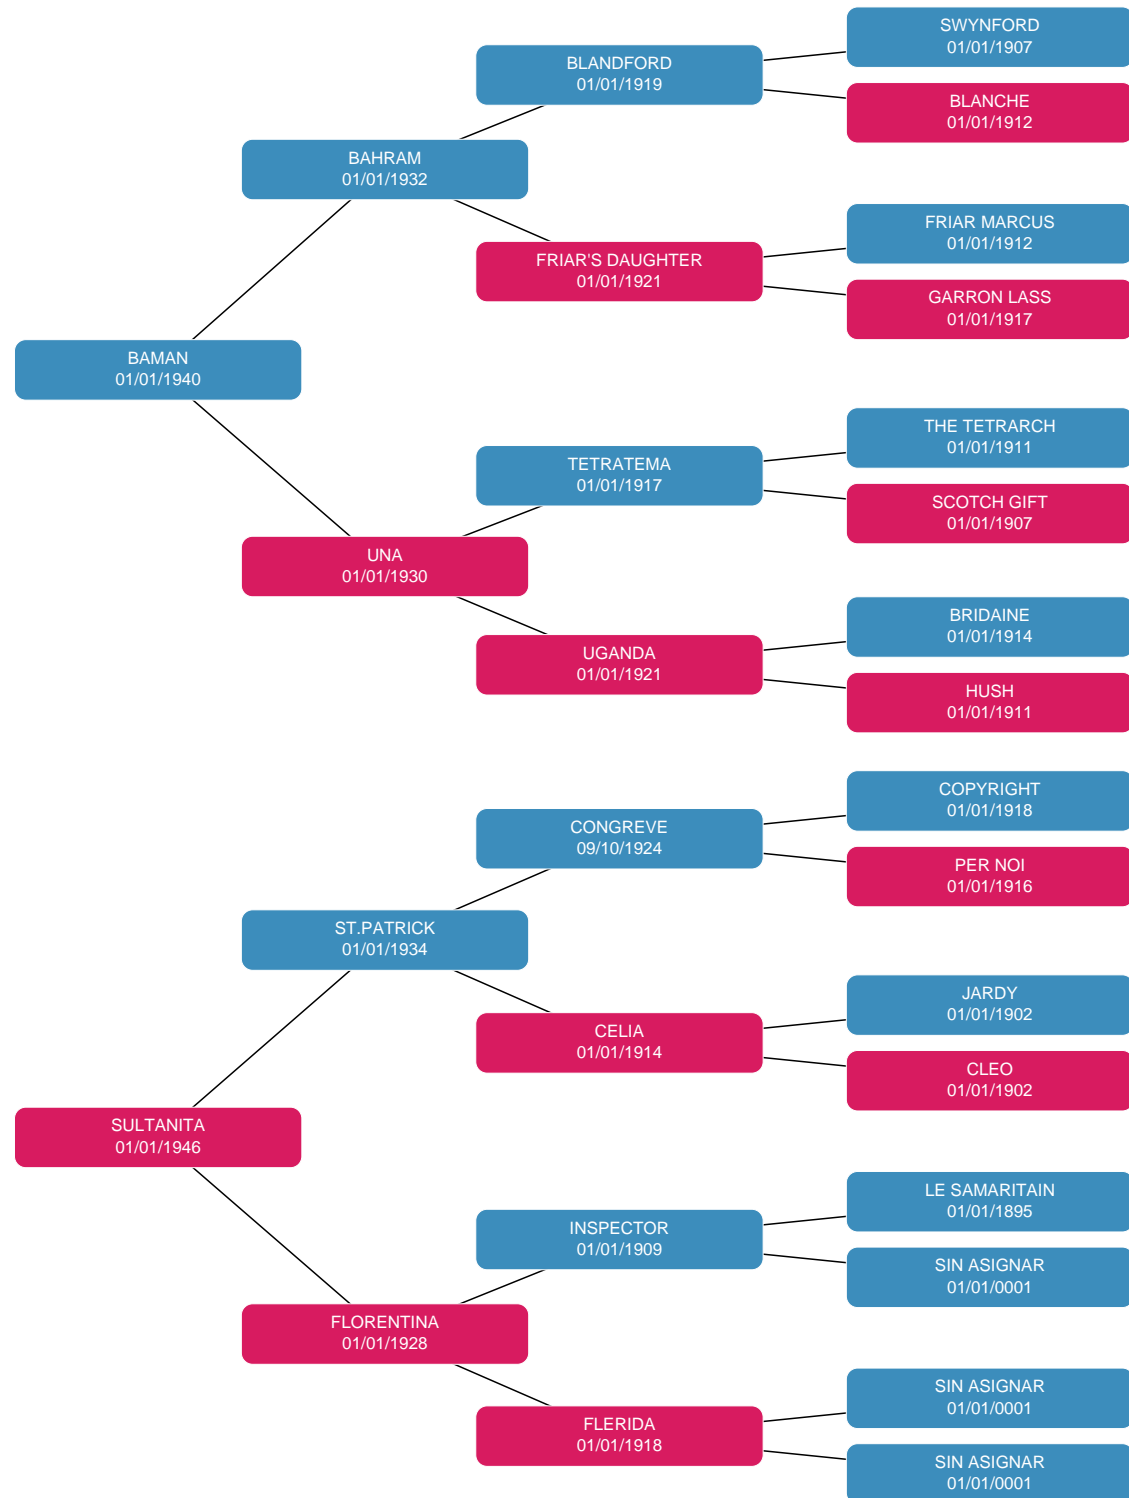 SWYNFORD
01/01/1907
BLANDFORD
01/01/1919
BLANCHE
01/01/1912
BAHRAM
01/01/1932
FRIAR MARCUS
01/01/1912
FRIAR'S DAUGHTER
01/01/1921
GARRON LASS
01/01/1917
BAMAN
01/01/1940
THE TETRARCH
01/01/1911
TETRATEMA
01/01/1917
SCOTCH GIFT
01/01/1907
UNA
01/01/1930
BRIDAINE
01/01/1914
UGANDA
01/01/1921
HUSH
01/01/1911
COPYRIGHT
01/01/1918
CONGREVE
09/10/1924
PER NOI
01/01/1916
ST.PATRICK
01/01/1934
JARDY
01/01/1902
CELIA
01/01/1914
CLEO
01/01/1902
SULTANITA
01/01/1946
LE SAMARITAIN
01/01/1895
INSPECTOR
01/01/1909
SIN ASIGNAR
01/01/0001
FLORENTINA
01/01/1928
SIN ASIGNAR
01/01/0001
FLERIDA
01/01/1918
SIN ASIGNAR
01/01/0001